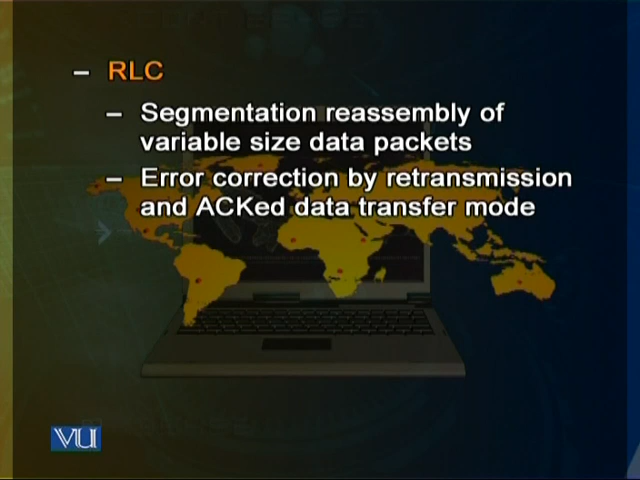 – RLC
– Segmentation reassembly of
variable size data packets
– Error correction by retransmission
and ACKed data transfer mode
VU